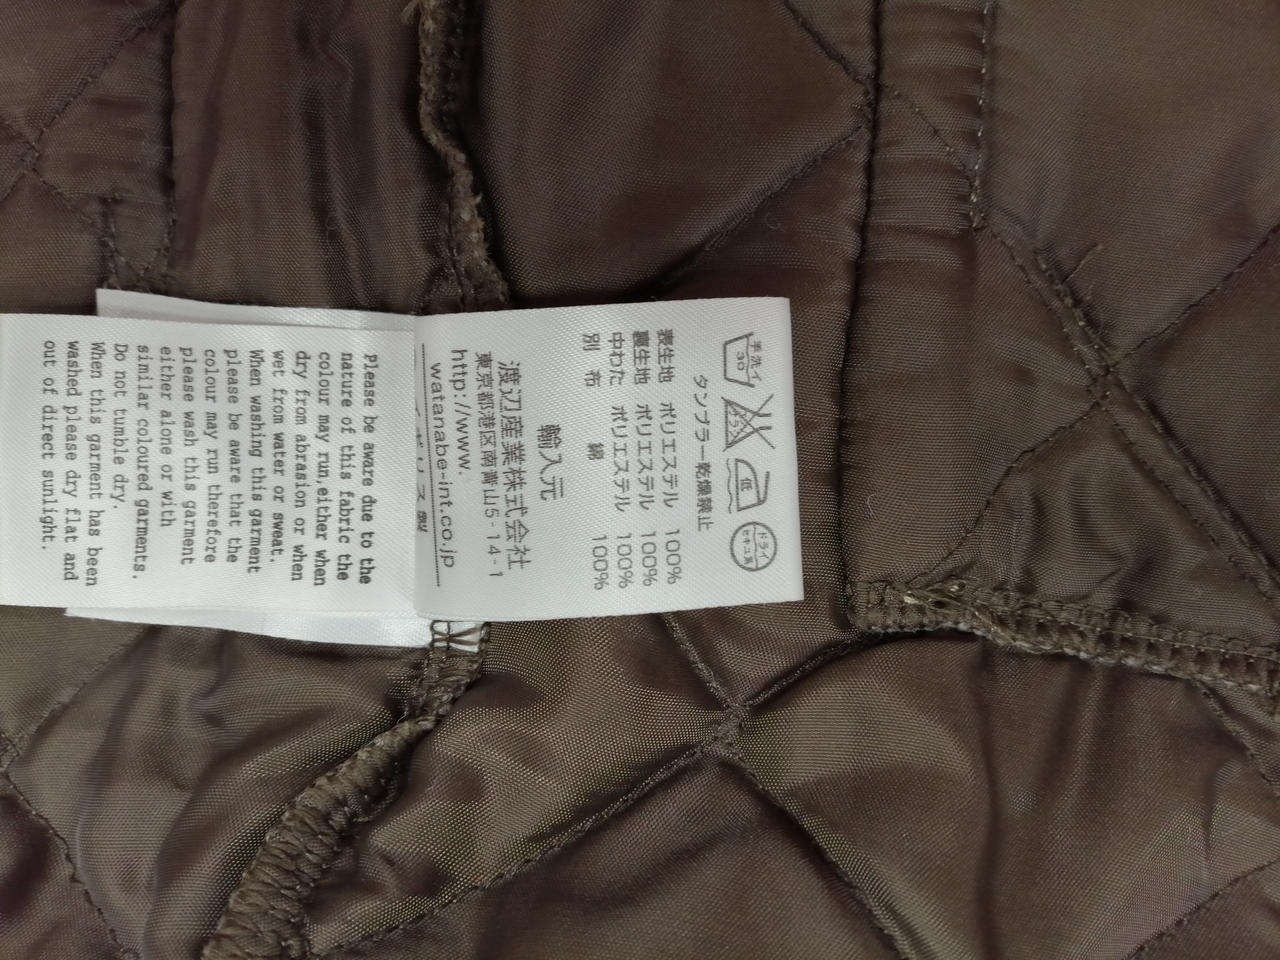 手洗イ
30
低
ドライ
セキユ系
タンブラー乾燥禁止
表生地 ポリエステル 100%
裏生地 ポリエステル 100%
中わた ポリエステル 100%
別 布 綿 100%
輸入元
渡辺産業株式会社
東京都港区南青山5-14-1
http://www.
watanabe-int.co.jp
Please be aware due to the
nature of this fabric the
colour may run,either when
dry from abrasion or when
wet from water or sweat.
When washing this garment
please be aware that the
colour may run therefore
please wash this garment
either alone or with
similar coloured garments.
Do not tumble dry.
When this garment has been
washed please dry flat and
out of direct sunlight.